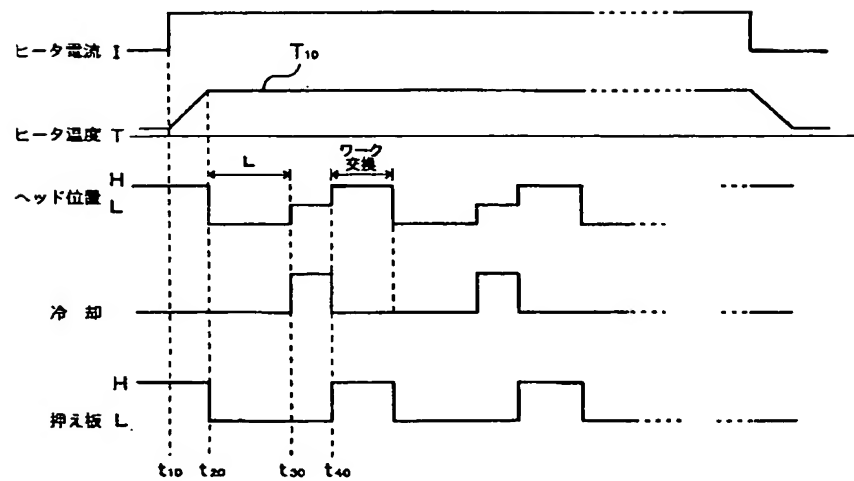 ヒータ電流 I
T10
ヒータ温度 T
L
ワーク
交換
H
ヘッド位置
L
冷 却
H
押え板 L
t10 t20 t30 t40